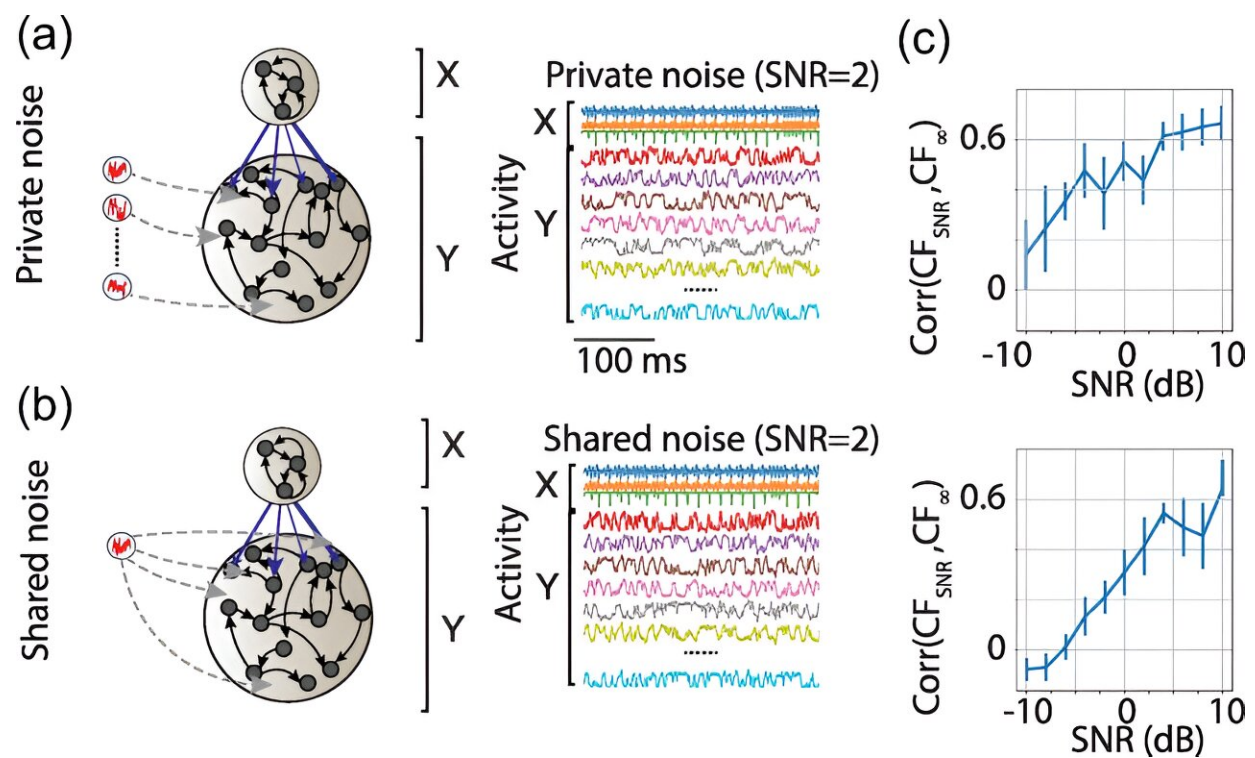 (a)
Private noise
X
Y
Private noise (SNR=2)
X
Y
Activity
100 ms
(b)
Shared noise
X
Y
Shared noise (SNR=2)
X
Y
Activity
(c)
Corr(CF_SNR,CF_∞)
0.6
0
-10 0 10
SNR (dB)
Corr(CF_SNR,CF_∞)
0.6
0
-10 0 10
SNR (dB)